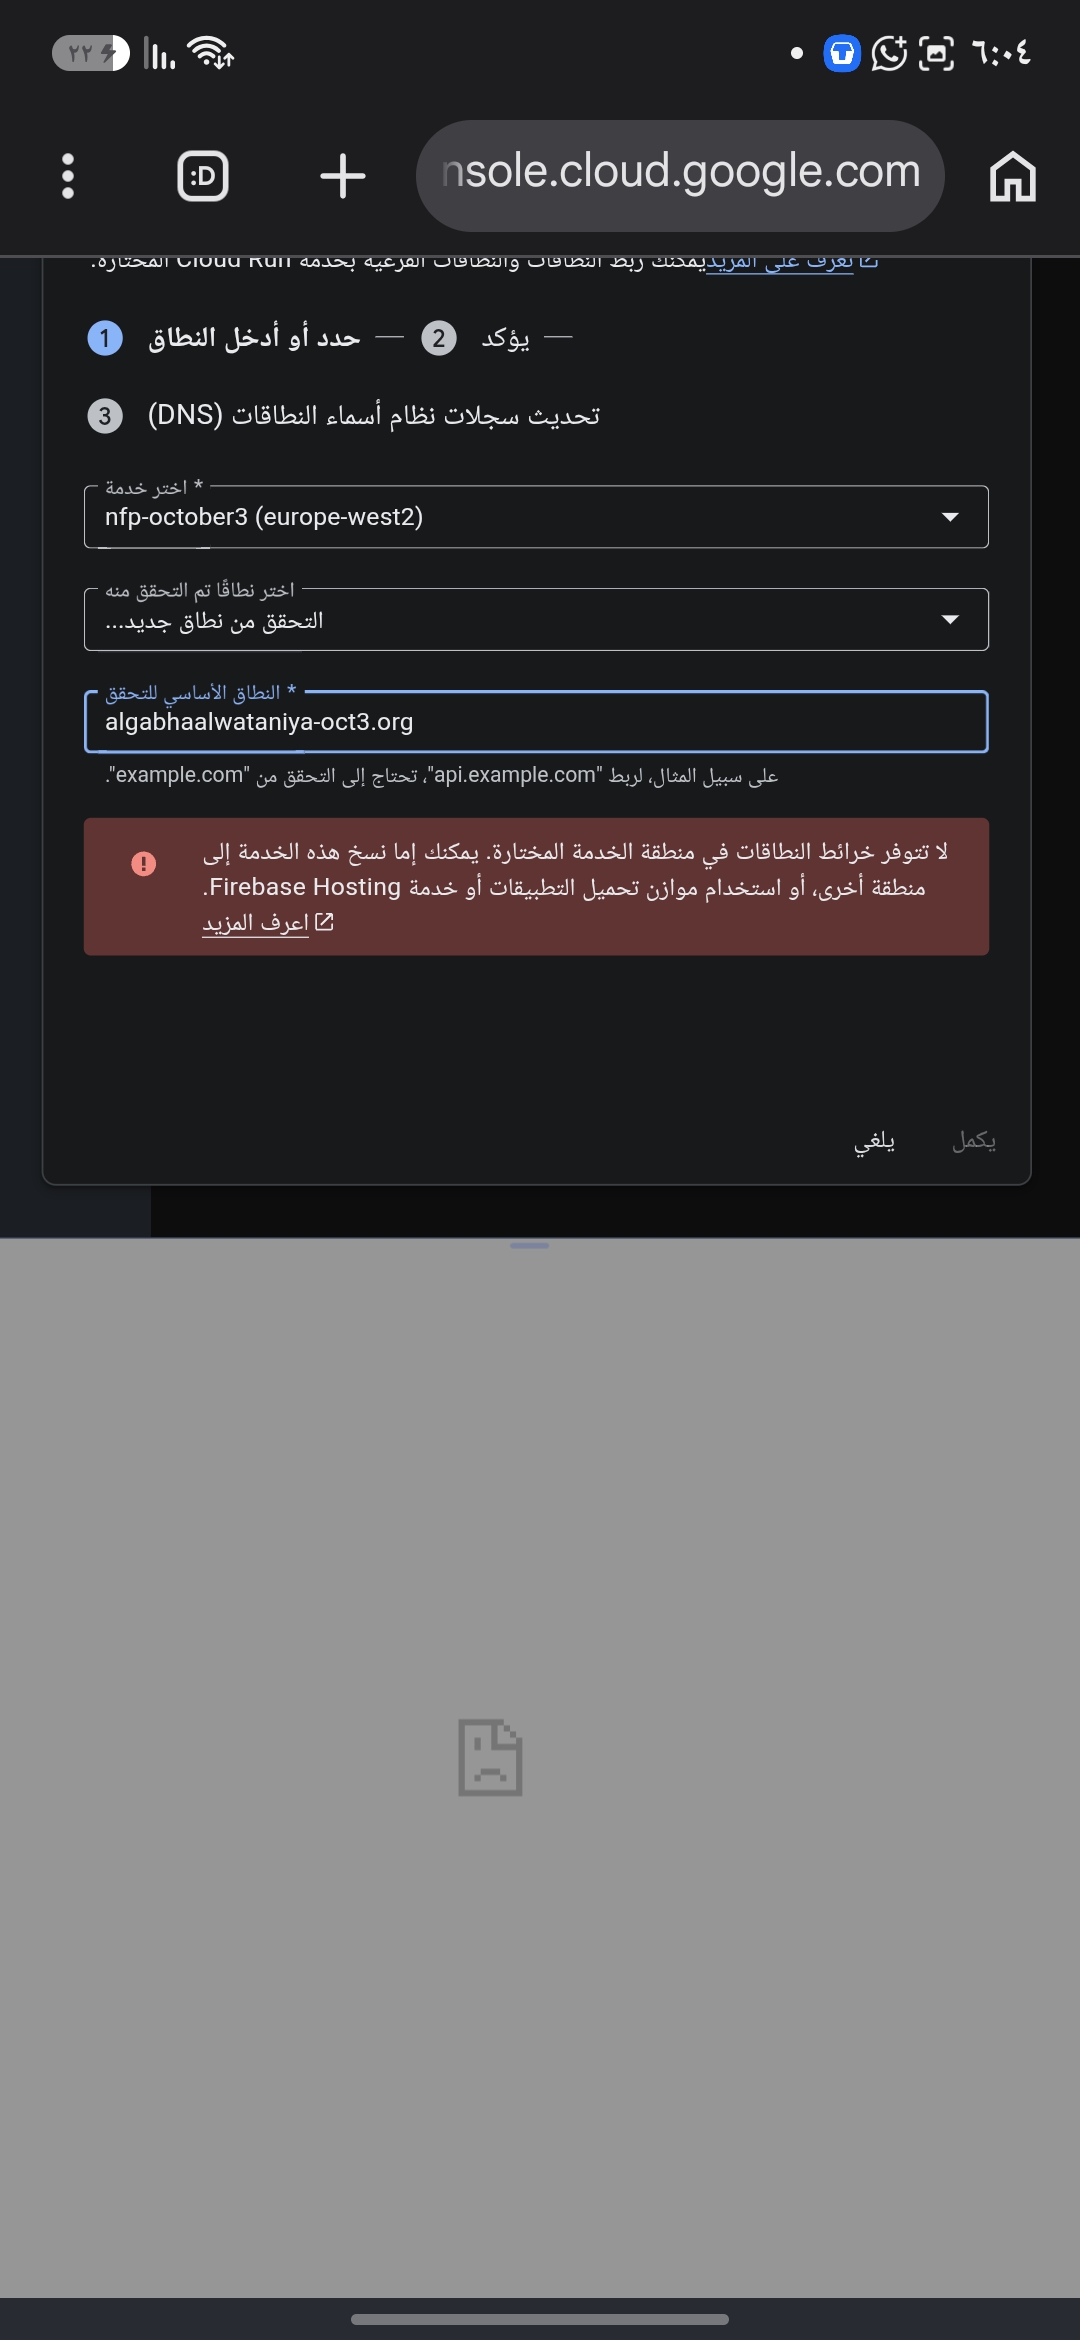 ٢٢
٦:٠٤
:D
nsole.cloud.google.com
يمكنك ربط النطاقات والنطاقات الفرعية بخدمة Cloud Run المختارة. تعرف على المزيد
1 حدد أو أدخل النطاق — 2 يؤكد —
3 تحديث سجلات نظام أسماء النطاقات (DNS)
اختر خدمة *
nfp-october3 (europe-west2)
اختر نطاقًا تم التحقق منه
التحقق من نطاق جديد...
النطاق الأساسي للتحقق *
algabhaalwataniya-oct3.org
على سبيل المثال، لربط "api.example.com"، تحتاج إلى التحقق من "example.com".
لا تتوفر خرائط النطاقات في منطقة الخدمة المختارة. يمكنك إما نسخ هذه الخدمة إلى
منطقة أخرى، أو استخدام موازن تحميل التطبيقات أو خدمة Firebase Hosting.
اعرف المزيد
يلغي
يكمل